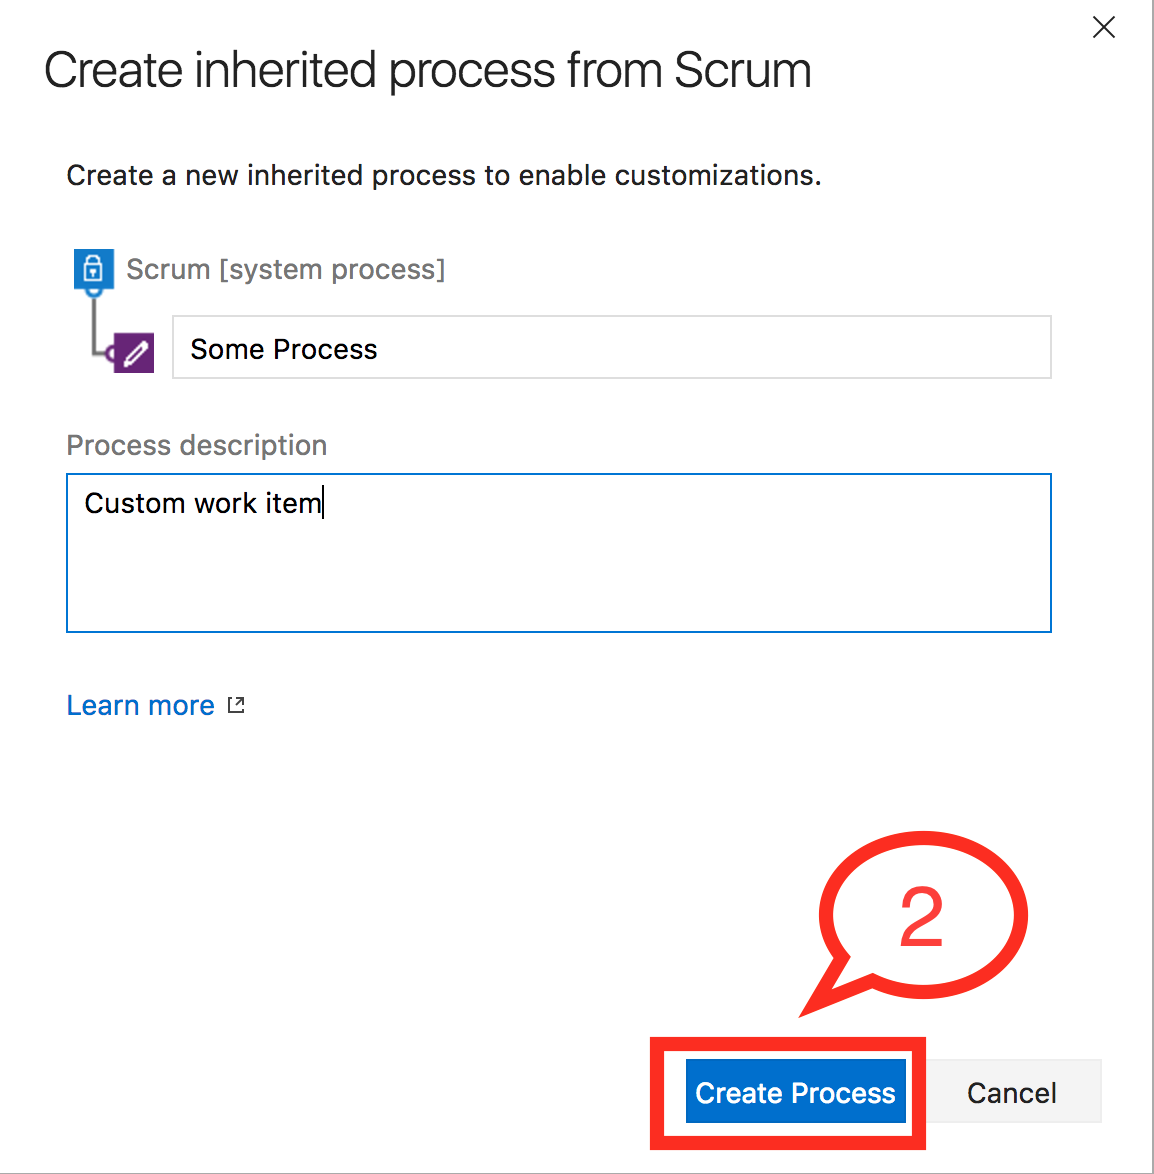 Create inherited process from Scrum
Create a new inherited process to enable customizations.
Scrum [system process]
Some Process
Process description
Custom work item
Learn more
2
Create Process
Cancel